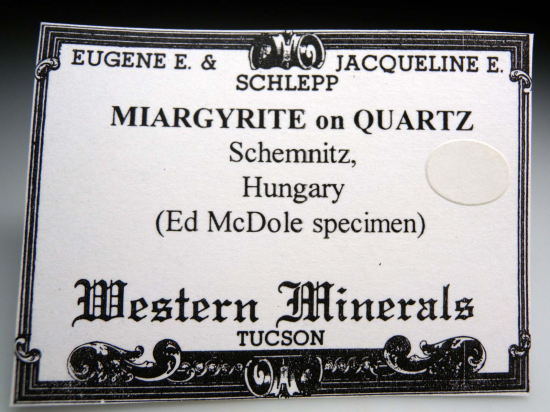 EUGENE E. & JACQUELINE E.
SCHLEPP
MIARGYRITE on QUARTZ
Schemnitz,
Hungary
(Ed McDole specimen)
Western Minerals
TUCSON